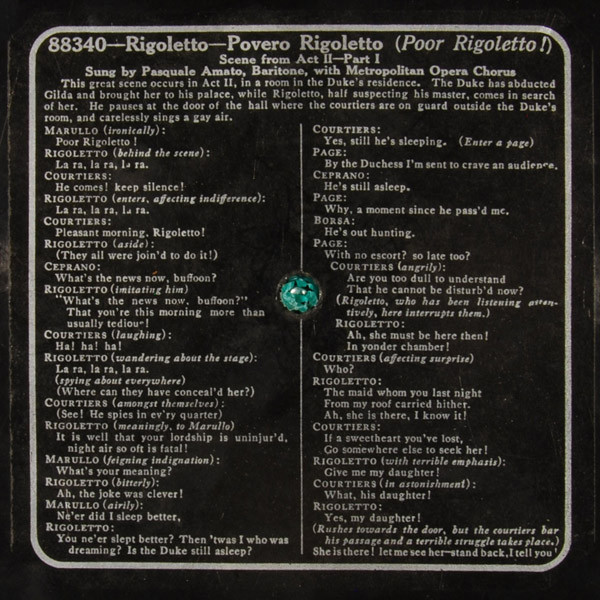 88340—Rigoletto—Povero Rigoletto (Poor Rigoletto!)
Scene from Act II—Part I
Sung by Pasquale Amato, Baritone, with Metropolitan Opera Chorus
This great scene occurs in Act II, in a room in the Duke's residence. The Duke has abducted
Gilda and brought her to his palace, while Rigoletto, half suspecting his master, comes in search
of her. He pauses at the door of the hall where the courtiers are on guard outside the Duke's
room, and carelessly sings a gay air.
MARULLO (ironically):
Poor Rigoletto!
RIGOLETTO (behind the scene):
La ra, la ra, la ra.
COURTIERS:
He comes! keep silence!
RIGOLETTO (enters, affecting indifference):
La ra, la ra, la ra.
COURTIERS:
Pleasant morning, Rigoletto!
RIGOLETTO (aside):
(They all were join'd to do it!)
CEPRANO:
What's the news now, buffoon?
RIGOLETTO (imitating him)
"What's the news now, buffoon?"
That you're this morning more than
usually tedious!
COURTIERS (laughing):
Ha! ha! ha!
RIGOLETTO (wandering about the stage):
La ra, la ra, la ra.
(spying about everywhere)
(Where can they have conceal'd her?)
COURTIERS (amongst themselves):
(See! He spies in ev'ry quarter)
RIGOLETTO (meaningly, to Marullo)
It is well that your lordship is uninjur'd,
night air so oft is fatal!
MARULLO (feigning indignation):
What's your meaning?
RIGOLETTO (bitterly):
Ah, the joke was clever!
MARULLO (airily):
Ne'er did I sleep better,
RIGOLETTO:
You ne'er slept better? Then 'twas I who was
dreaming? Is the Duke still asleep?
COURTIERS:
Yes, still he's sleeping. (Enter a page)
PAGE:
By the Duchess I'm sent to crave an audience.
CEPRANO:
He's still asleep.
PAGE:
Why, a moment since he pass'd me.
BORSA:
He's out hunting.
PAGE:
With no escort? so late too?
COURTIERS (angrily):
Are you too dull to understand
That he cannot be disturb'd now?
(Rigoletto, who has been listening atten-
tively, here interrupts them.)
RIGOLETTO:
Ah, she must be here then!
In yonder chamber!
COURTIERS (affecting surprise)
Who?
RIGOLETTO:
The maid whom you last night
From my roof carried hither.
Ah, she is there, I know it!
COURTIERS:
If a sweetheart you've lost,
Go somewhere else to seek her!
RIGOLETTO (with terrible emphasis):
Give me my daughter!
COURTIERS (in astonishment):
What, his daughter!
RIGOLETTO:
Yes, my daughter!
(Rushes towards the door, but the courtiers bar
his passage and a terrible struggle takes place.)
She is there! let me see her—stand back, I tell you!